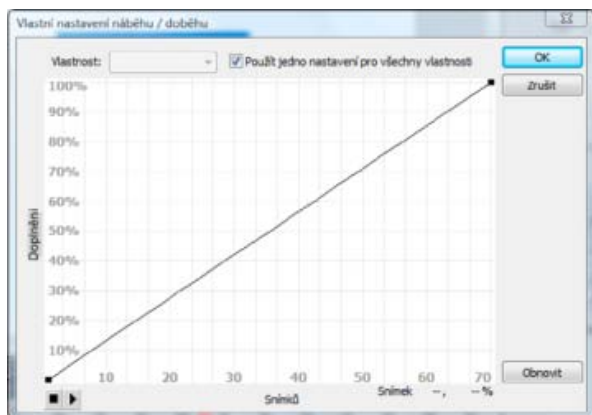 Vlastní nastavení náběhu / doběhu
Vlastnost:
Použít jedno nastavení pro všechny vlastnosti
OK
Zrušit
100%
90%
80%
70%
60%
50%
40%
30%
20%
10%
Doplnění
10 20 30 40 50 60 70
Snímků
Snímek --, --%
Obnovit